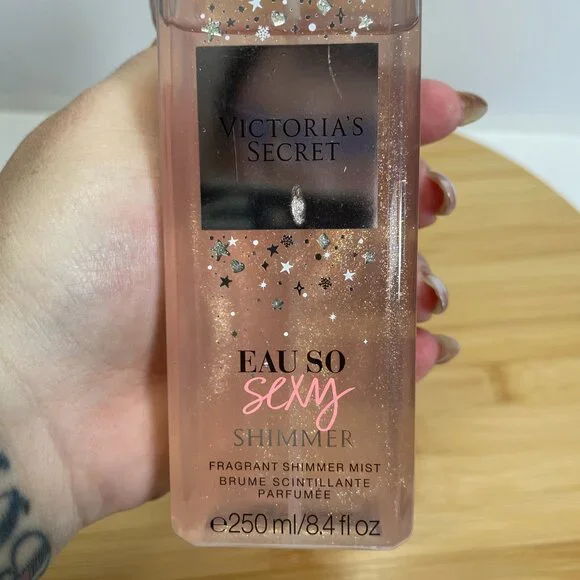 VICTORIA'S
SECRET
EAU SO
sexy
SHIMMER
FRAGRANT SHIMMER MIST
BRUME SCINTILLANTE
PARFUMÉE
℮250 ml/8.4 fl oz